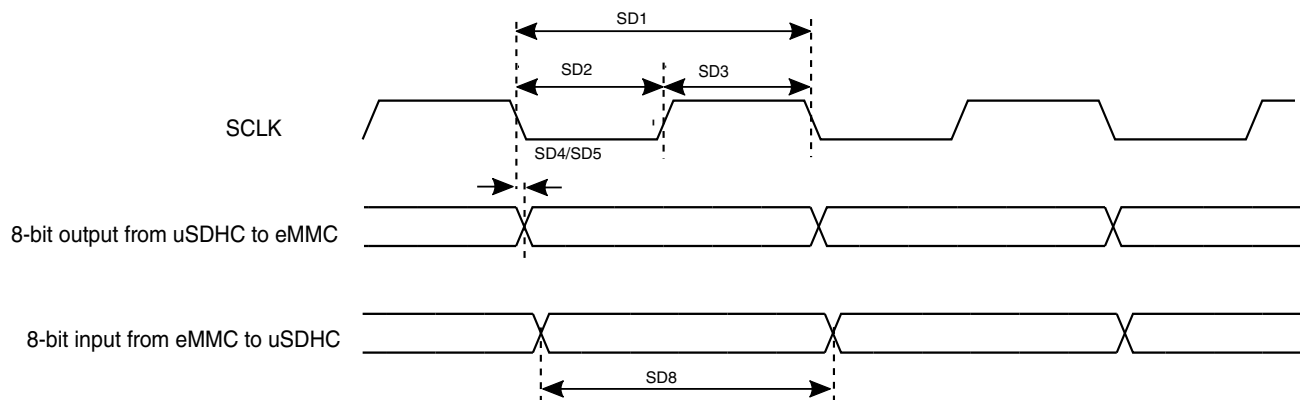 SD1
SD2
SD3
SCLK
SD4/SD5
8-bit output from uSDHC to eMMC
8-bit input from eMMC to uSDHC
SD8